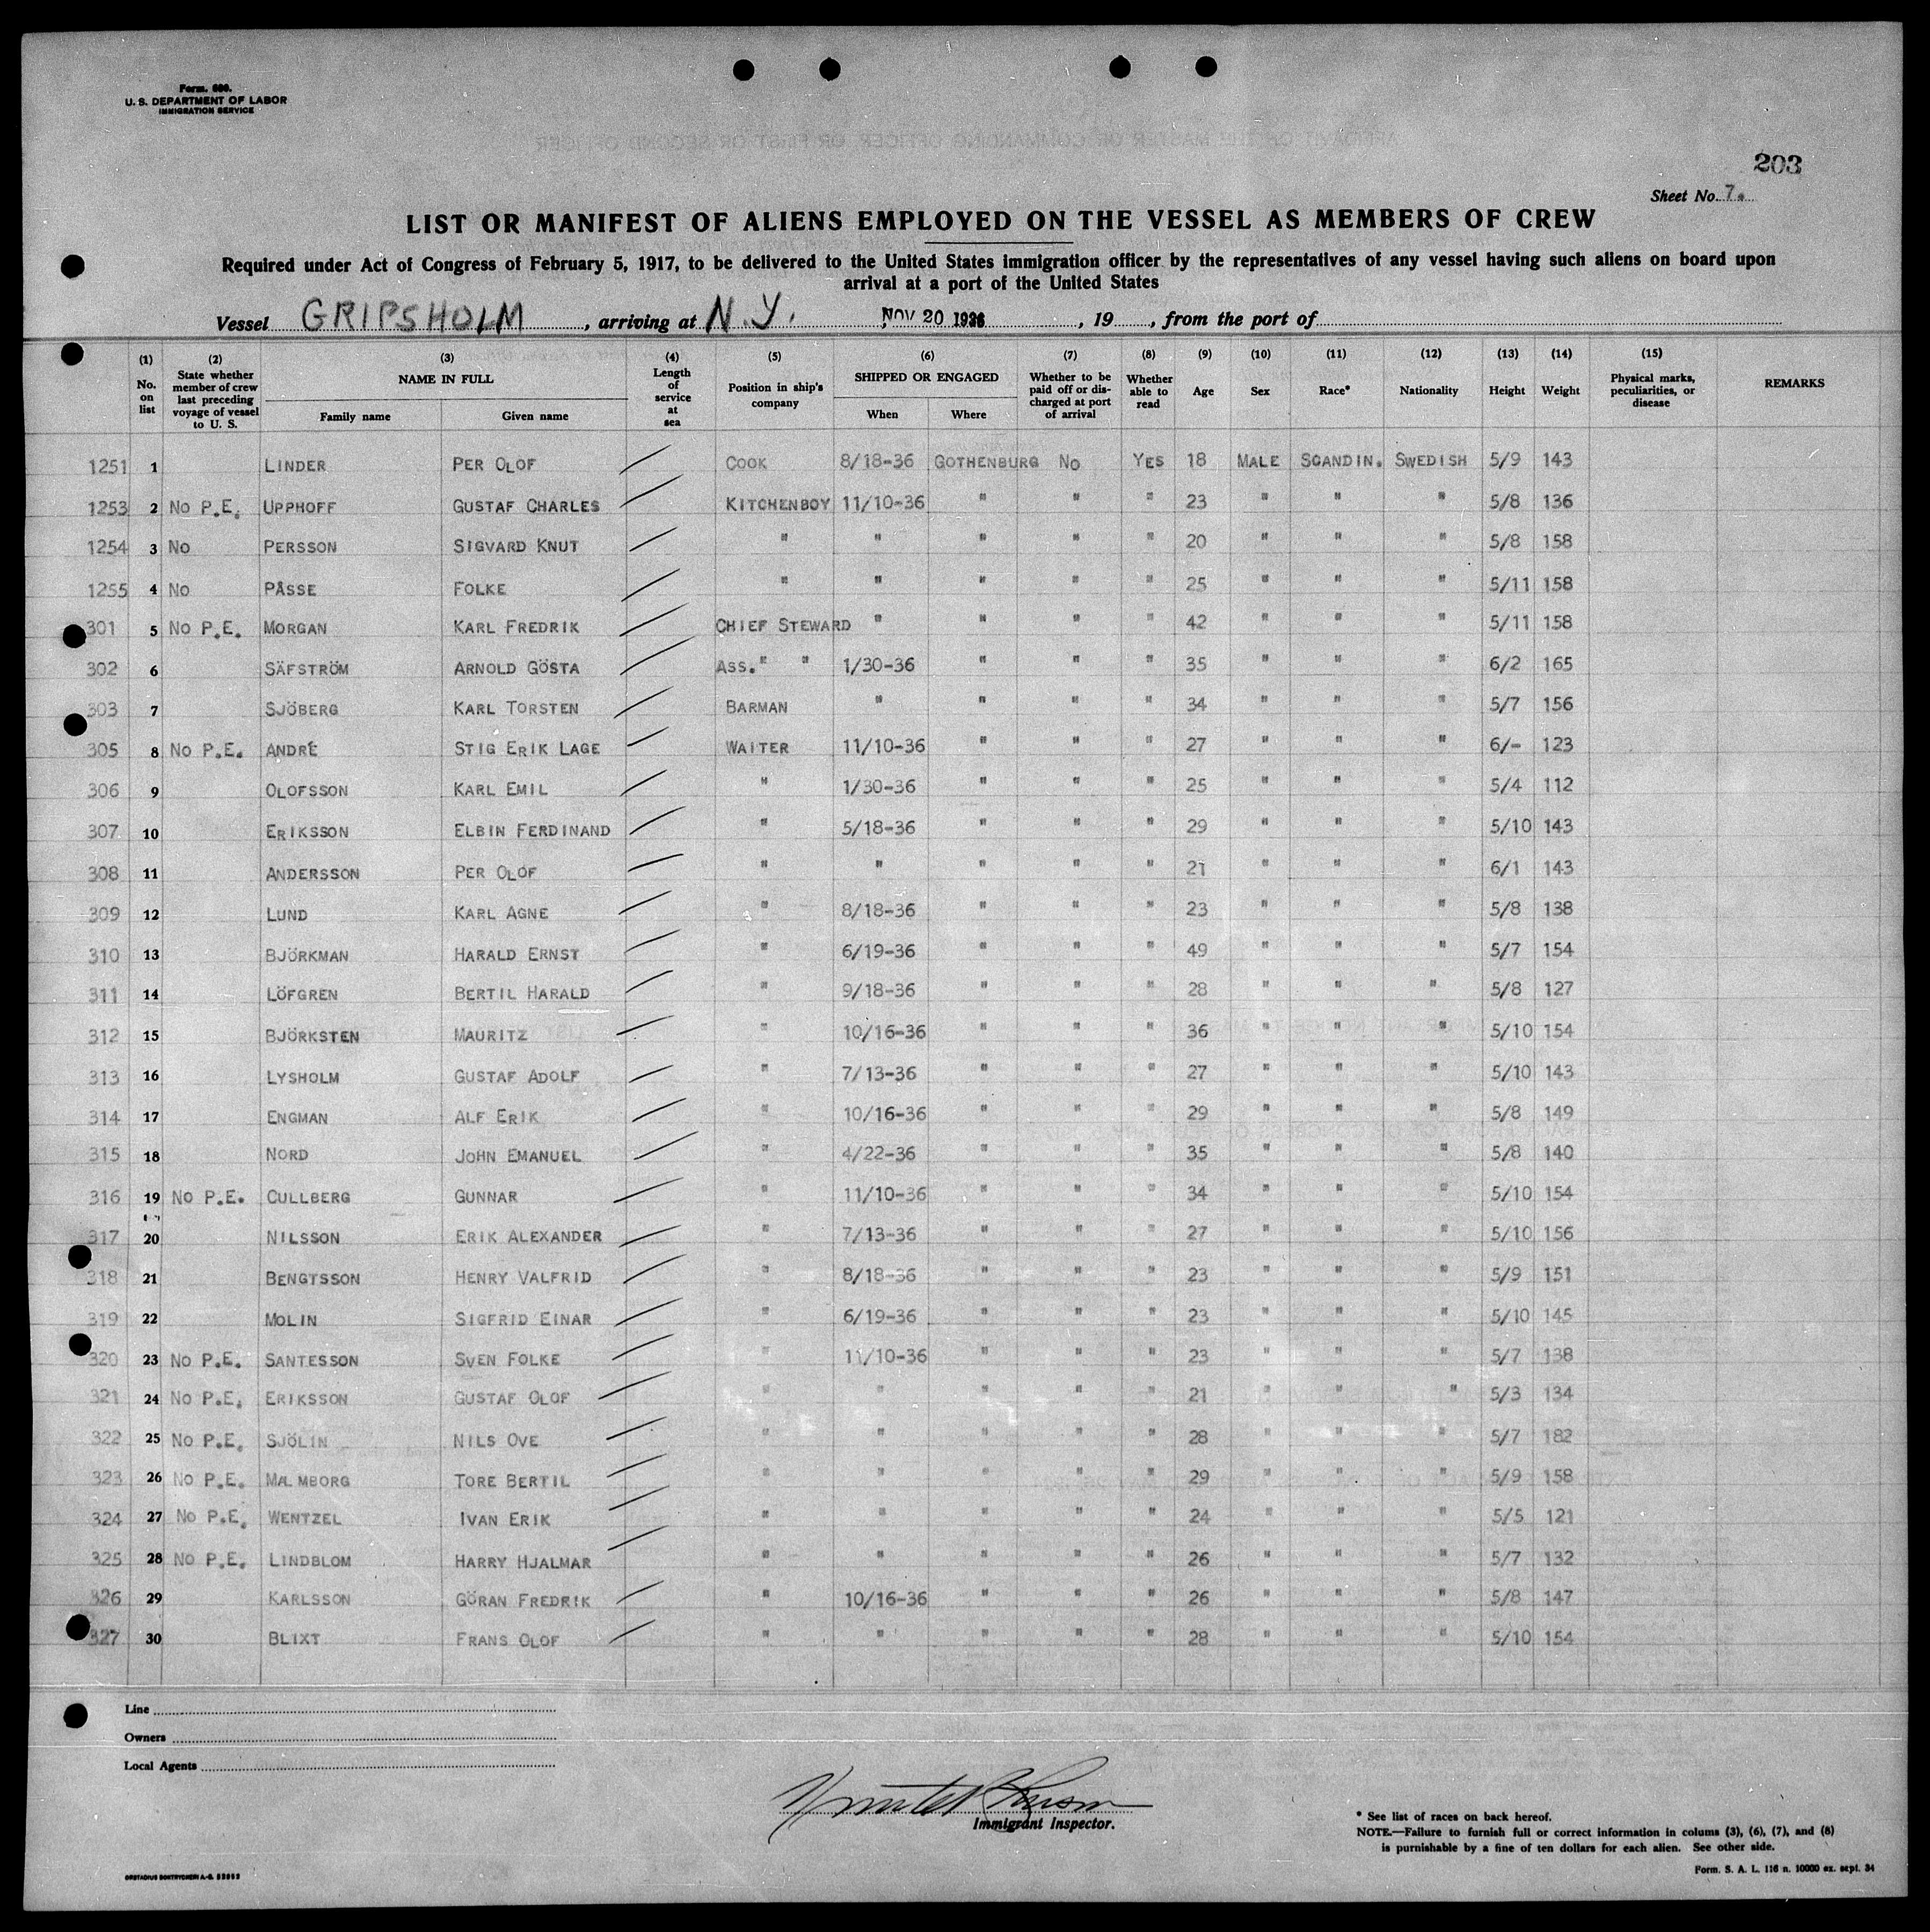 Form. 680.
U. S. DEPARTMENT OF LABOR
IMMIGRATION SERVICE
203
Sheet No. 7.
LIST OR MANIFEST OF ALIENS EMPLOYED ON THE VESSEL AS MEMBERS OF CREW
Required under Act of Congress of February 5, 1917, to be delivered to the United States immigration officer by the representatives of any vessel having such aliens on board upon
arrival at a port of the United States
Vessel GRIPSHOLM, arriving at N.Y. NOV 20 1936, 19, from the port of
(1) No. on list (2) State whether member of crew last preceding voyage of vessel to U. S. (3) NAME IN FULL Family name Given name (4) Length of service at sea (5) Position in ship's company (6) SHIPPED OR ENGAGED When Where (7) Whether to be paid off or discharged at port of arrival (8) Whether able to read (9) Age (10) Sex (11) Race* (12) Nationality (13) Height (14) Weight (15) Physical marks, peculiarities, or disease REMARKS
1251 1 LINDER PER OLOF COOK 8/18-36 GOTHENBURG NO YES 18 MALE SCANDIN. SWEDISH 5/9 143
1253 2 NO P.E. UPPHOFF GUSTAF CHARLES KITCHENBOY 11/10-36 " " " 23 " " " 5/8 136
1254 3 NO PERSSON SIGVARD KNUT " " " " " 20 " " " 5/8 158
1255 4 NO PÅSSE FOLKE " " " " " 25 " " " 5/11 158
301 5 NO P.E. MORGAN KARL FREDRIK CHIEF STEWARD " " " " 42 " " " 5/11 158
302 6 SÄFSTRÖM ARNOLD GÖSTA ASS. " " 1/30-36 " " " 35 " " " 6/2 165
303 7 SJÖBERG KARL TORSTEN BARMAN " " " " 34 " " " 5/7 156
305 8 NO P.E. ANDRÉ STIG ERIK LAGE WAITER 11/10-36 " " " 27 " " " 6/- 123
306 9 OLOFSSON KARL EMIL " 1/30-36 " " " 25 " " " 5/4 112
307 10 ERIKSSON ELBIN FERDINAND " 5/18-36 " " " 29 " " " 5/10 143
308 11 ANDERSSON PER OLOF " " " " " 21 " " " 6/1 143
309 12 LUND KARL AGNE " 8/18-36 " " " 23 " " " 5/8 138
310 13 BJÖRKMAN HARALD ERNST " 6/19-36 " " " 49 " " " 5/7 154
311 14 LÖFGREN BERTIL HARALD " 9/18-36 " " " 28 " " " 5/8 127
312 15 BJÖRKSTEN MAURITZ " 10/16-36 " " " 36 " " " 5/10 154
313 16 LYSHOLM GUSTAF ADOLF " 7/13-36 " " " 27 " " " 5/10 143
314 17 ENGMAN ALF ERIK " 10/16-36 " " " 29 " " " 5/8 149
315 18 NORD JOHN EMANUEL " 4/22-36 " " " 35 " " " 5/8 140
316 19 NO P.E. CULLBERG GUNNAR " 11/10-36 " " " 34 " " " 5/10 154
317 20 NILSSON ERIK ALEXANDER " 7/13-36 " " " 27 " " " 5/10 156
318 21 BENGTSSON HENRY VALFRID " 8/18-36 " " " 23 " " " 5/9 151
319 22 MOLIN SIGFRID EINAR " 6/19-36 " " " 23 " " " 5/10 145
320 23 NO P.E. SANTESSON SVEN FOLKE " 11/10-36 " " " 23 " " " 5/7 138
321 24 NO P.E. ERIKSSON GUSTAF OLOF " " " " " 21 " " " 5/3 134
322 25 NO P.E. SJÖLIN NILS OVE " " " " " 28 " " " 5/7 182
323 26 NO P.E. MALMBORG TORE BERTIL " " " " " 29 " " " 5/9 158
324 27 NO P.E. WENTZEL IVAN ERIK " " " " " 24 " " " 5/5 121
325 28 NO P.E. LINDBLOM HARRY HJALMAR " " " " " 26 " " " 5/7 132
326 29 KARLSSON GÖRAN FREDRIK " 10/16-36 " " " 26 " " " 5/8 147
327 30 BLIXT FRANS OLOF " " " " " 28 " " " 5/10 154
Line
Owners
Local Agents
Immigrant Inspector.
* See list of races on back hereof.
NOTE.—Failure to furnish full or correct information in colums (3), (6), (7), and (8)
is purnishable by a fine of ten dollars for each alien. See other side.
Form. S. A. L. 116 n. 10000 ex. sept. 34